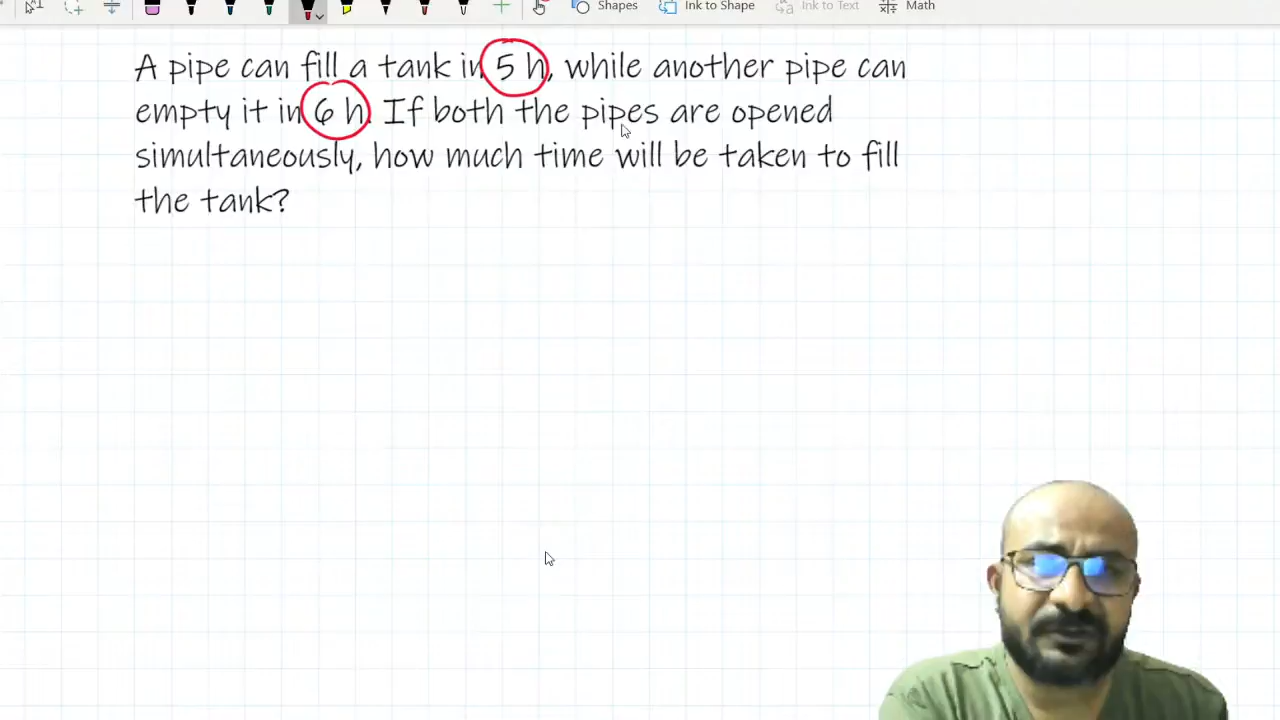 Shapes Ink to Shape Ink to Text Math
A pipe can fill a tank in 5 h, while another pipe can
empty it in 6 h. If both the pipes are opened
simultaneously, how much time will be taken to fill
the tank?